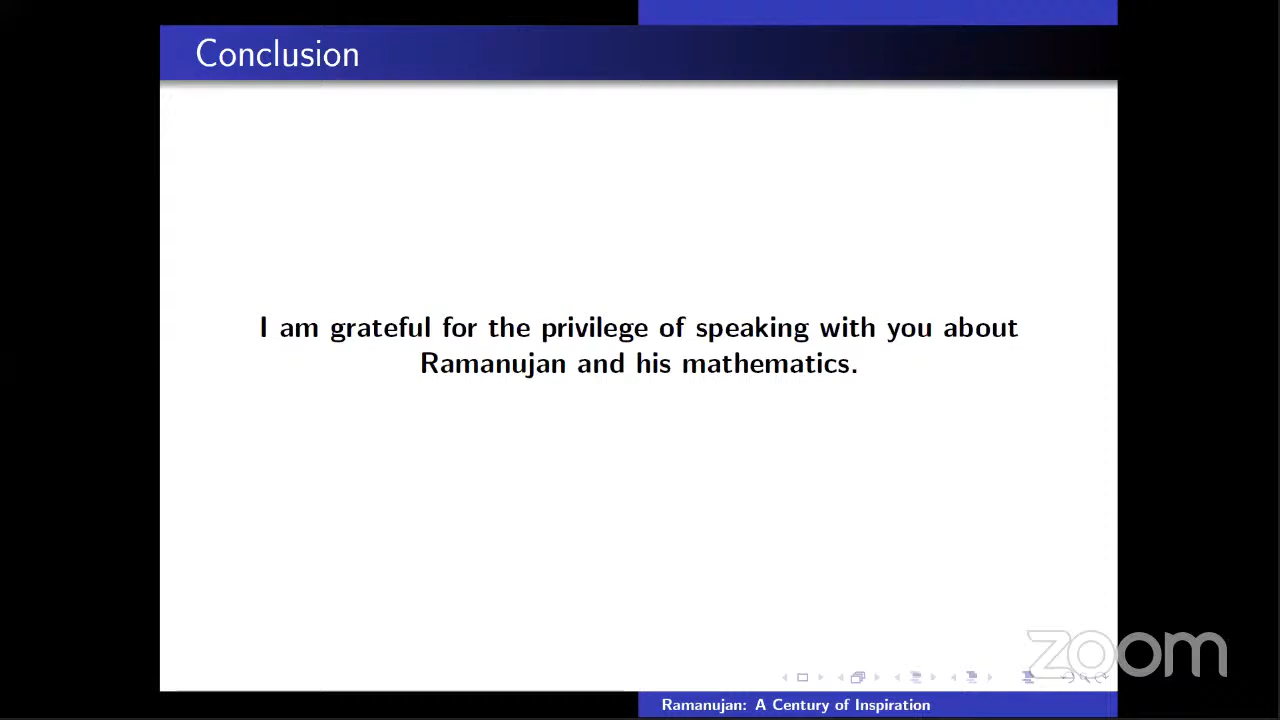 Conclusion
I am grateful for the privilege of speaking with you about
Ramanujan and his mathematics.
zoom
Ramanujan: A Century of Inspiration